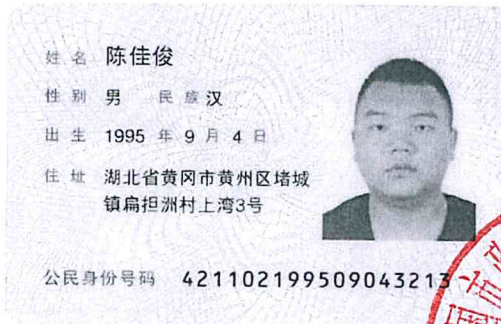 姓 名 陈佳俊
性 别 男 民 族 汉
出 生 1995 年 9 月 4 日
住 址 湖北省黄冈市黄州区堵城
镇扁担洲村上湾3号
公民身份号码 421102199509043213